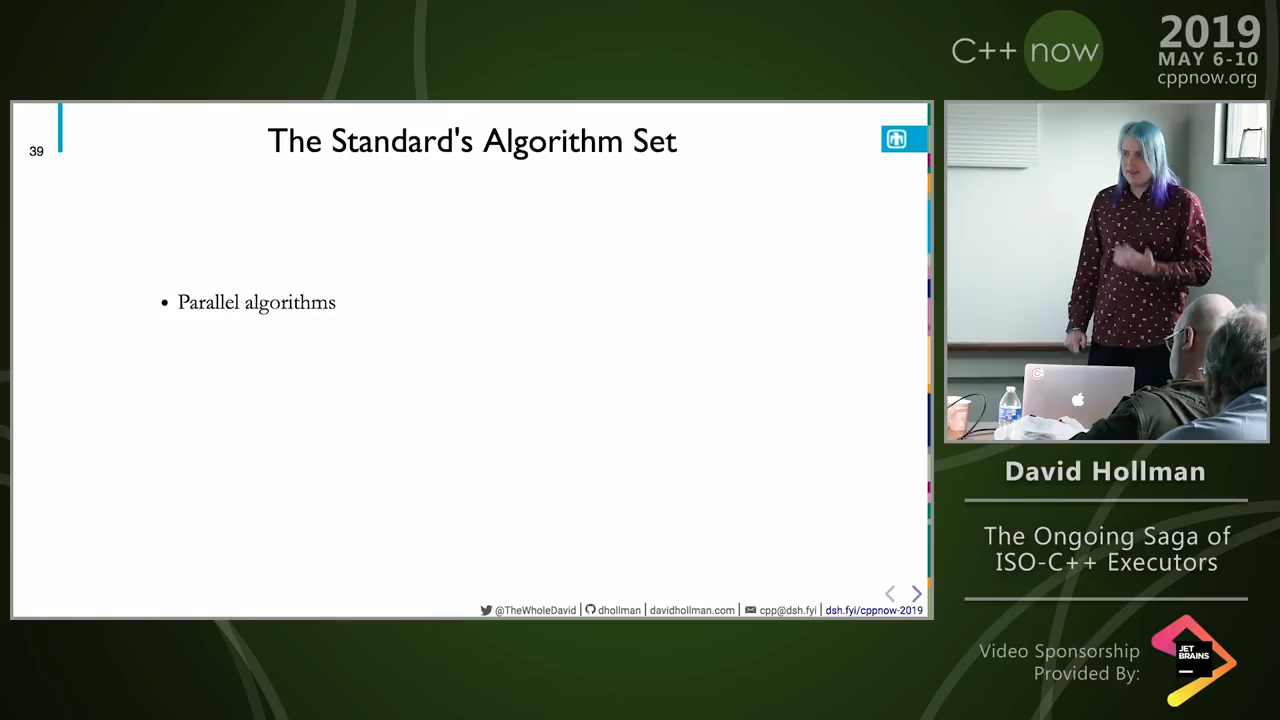 C++ now
2019
MAY 6-10
cppnow.org
39
The Standard's Algorithm Set
• Parallel algorithms
@TheWholeDavid | dhollman | davidhollman.com | cpp@dsh.fyi | dsh.fyi/cppnow-2019
David Hollman
The Ongoing Saga of
ISO-C++ Executors
Video Sponsorship
Provided By:
JET
BRAINS